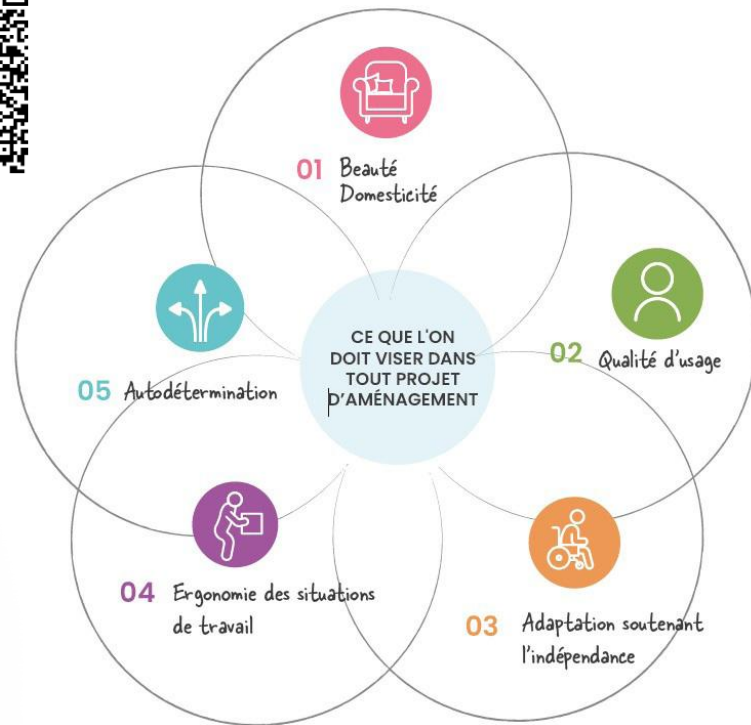 01 Beauté
Domesticité
CE QUE L'ON
DOIT VISER DANS
TOUT PROJET
D'AMÉNAGEMENT
02 Qualité d'usage
05 Autodétermination
04 Ergonomie des situations
de travail
03 Adaptation soutenant
l'indépendance